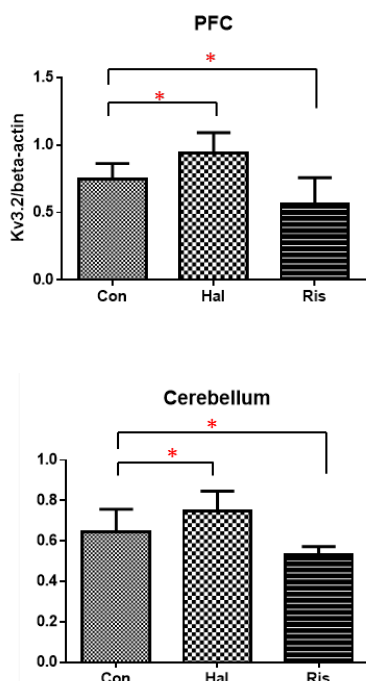 PFC
*
*
Kv3.2/beta-actin
1.5
1.0
0.5
0.0
Con Hal Ris
Cerebellum
*
*
1.0
0.8
0.6
0.4
0.2
0.0
Con Hal Ris